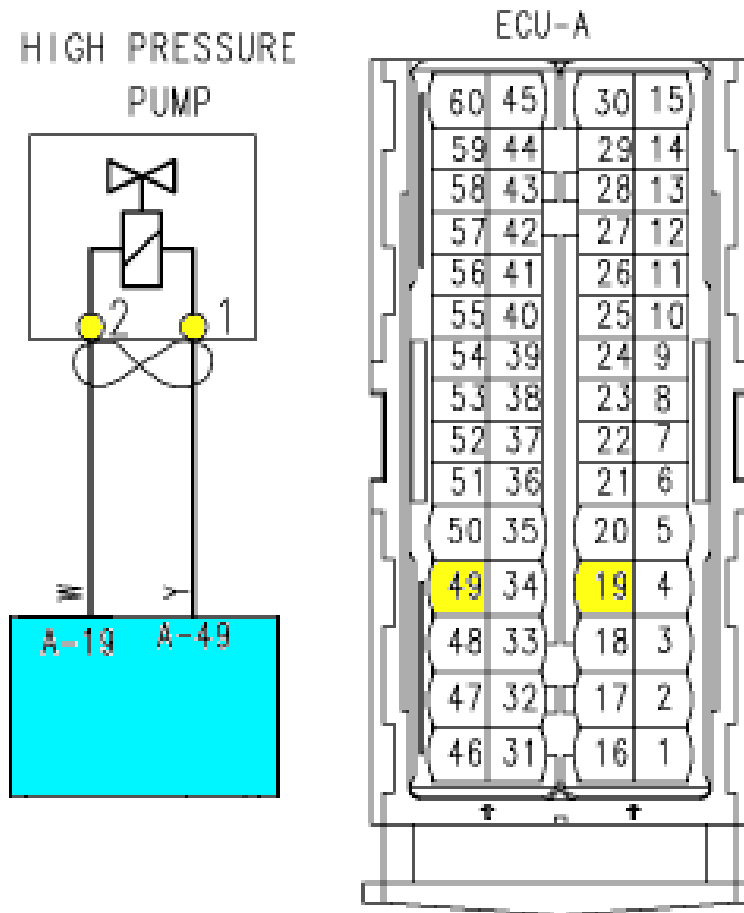 HIGH PRESSURE
PUMP
2 1
W Y
A-19 A-49
ECU-A
60 45 30 15
59 44 29 14
58 43 28 13
57 42 27 12
56 41 26 11
55 40 25 10
54 39 24 9
53 38 23 8
52 37 22 7
51 36 21 6
50 35 20 5
49 34 19 4
48 33 18 3
47 32 17 2
46 31 16 1